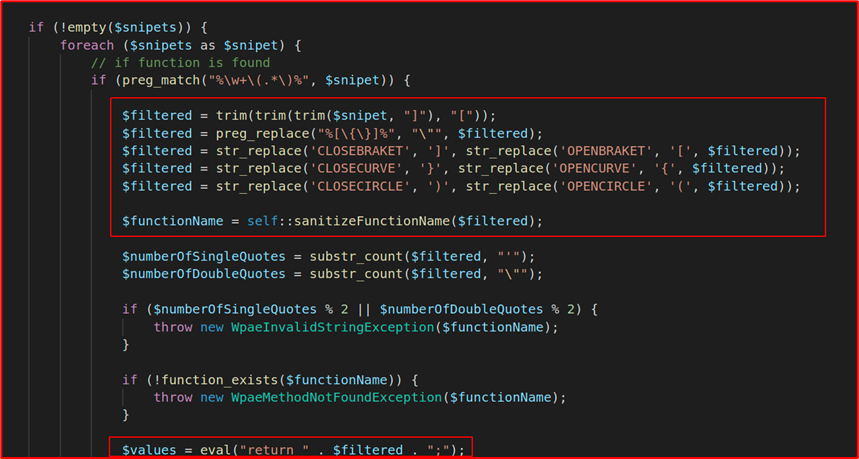 if (!empty($snipets)) {
foreach ($snipets as $snipet) {
// if function is found
if (preg_match("%\w+\(.*\)%", $snipet)) {
$filtered = trim(trim(trim($snipet, "]"), "["));
$filtered = preg_replace("%[\{\}]%", "\"", $filtered);
$filtered = str_replace('CLOSEBRAKET', ']', str_replace('OPENBRAKET', '[', $filtered));
$filtered = str_replace('CLOSECURVE', '}', str_replace('OPENCURVE', '{', $filtered));
$filtered = str_replace('CLOSECIRCLE', ')', str_replace('OPENCIRCLE', '(', $filtered));
$functionName = self::sanitizeFunctionName($filtered);
$numberOfSingleQuotes = substr_count($filtered, "'");
$numberOfDoubleQuotes = substr_count($filtered, "\"");
if ($numberOfSingleQuotes % 2 || $numberOfDoubleQuotes % 2) {
throw new WpaeInvalidStringException($functionName);
}
if (!function_exists($functionName)) {
throw new WpaeMethodNotFoundException($functionName);
}
$values = eval("return " . $filtered . ";");